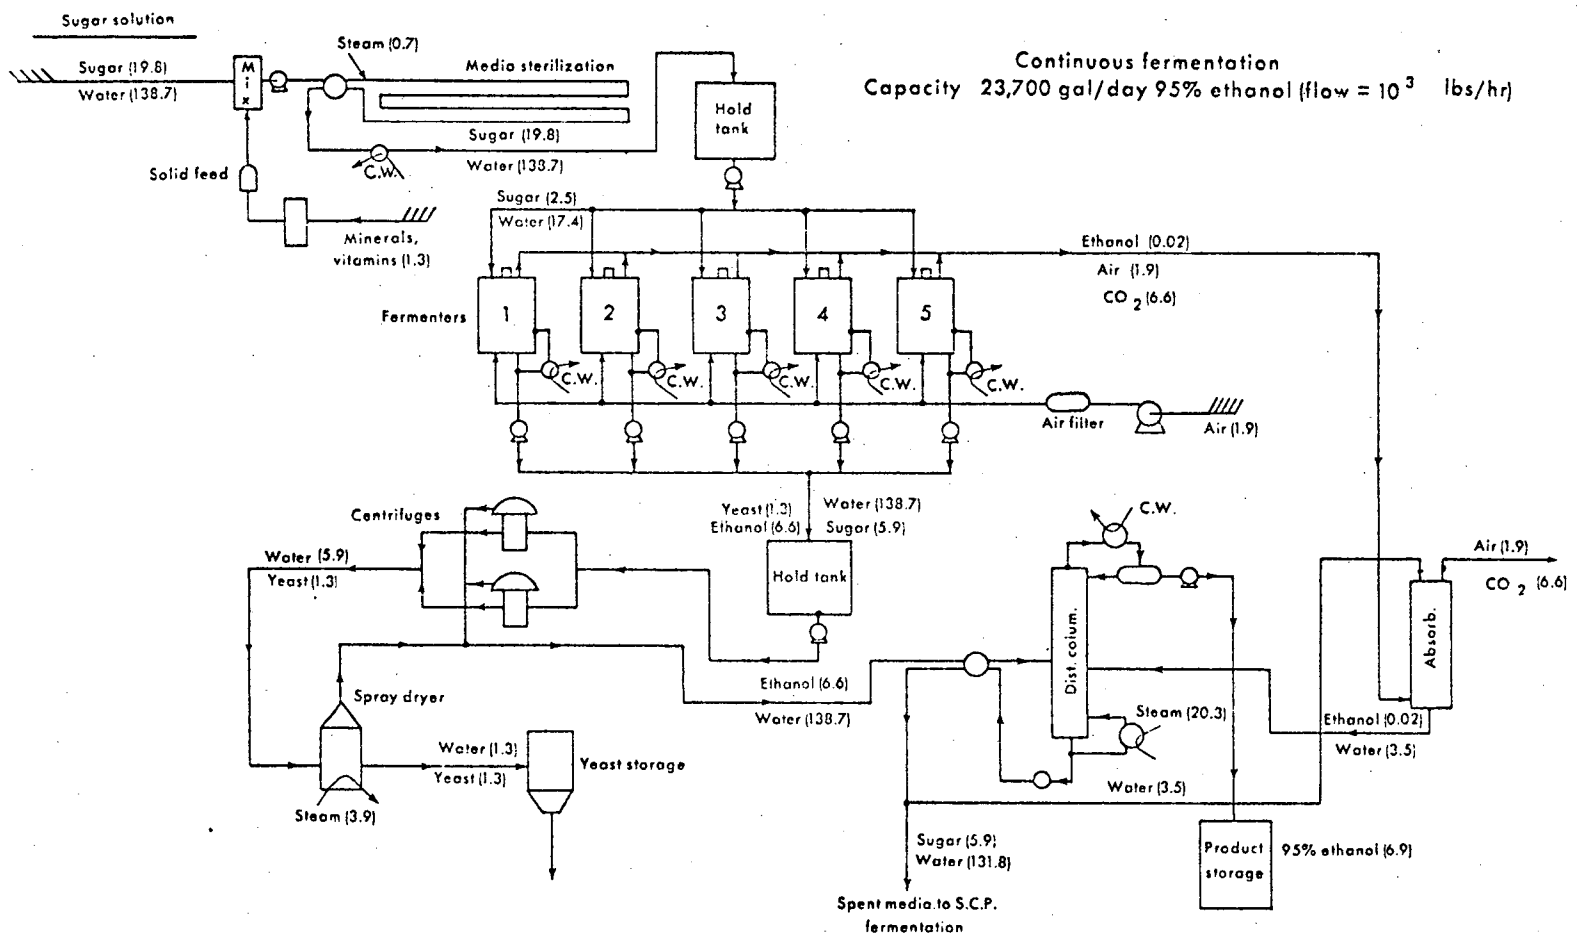 Sugar solution
Steam (0.7)
Continuous fermentation
Capacity 23,700 gal/day 95% ethanol (flow = 10³ lbs/hr)
Sugar (19.8)
Water (138.7)
Mix
Media sterilization
Hold
tank
Sugar (19.8)
Water (138.7)
C.W.
Solid feed
Minerals,
vitamins (1.3)
Sugar (2.5)
Water (17.4)
Ethanol (0.02)
Air (1.9)
CO₂ (6.6)
Fermenters
1
2
3
4
5
C.W.
C.W.
C.W.
C.W.
C.W.
Air filter
Air (1.9)
Centrifuges
Yeast (1.3)
Ethanol (6.6)
Water (138.7)
Sugar (5.9)
C.W.
Water (5.9)
Yeast (1.3)
Hold tank
Air (1.9)
CO₂ (6.6)
Dist. colum.
Absorb.
Spray dryer
Ethanol (6.6)
Water (138.7)
Steam (20.3)
Ethanol (0.02)
Water (3.5)
Water (1.3)
Yeast (1.3)
Yeast storage
Steam (3.9)
Water (3.5)
Sugar (5.9)
Water (131.8)
Product
storage
95% ethanol (6.9)
Spent media to S.C.P.
fermentation